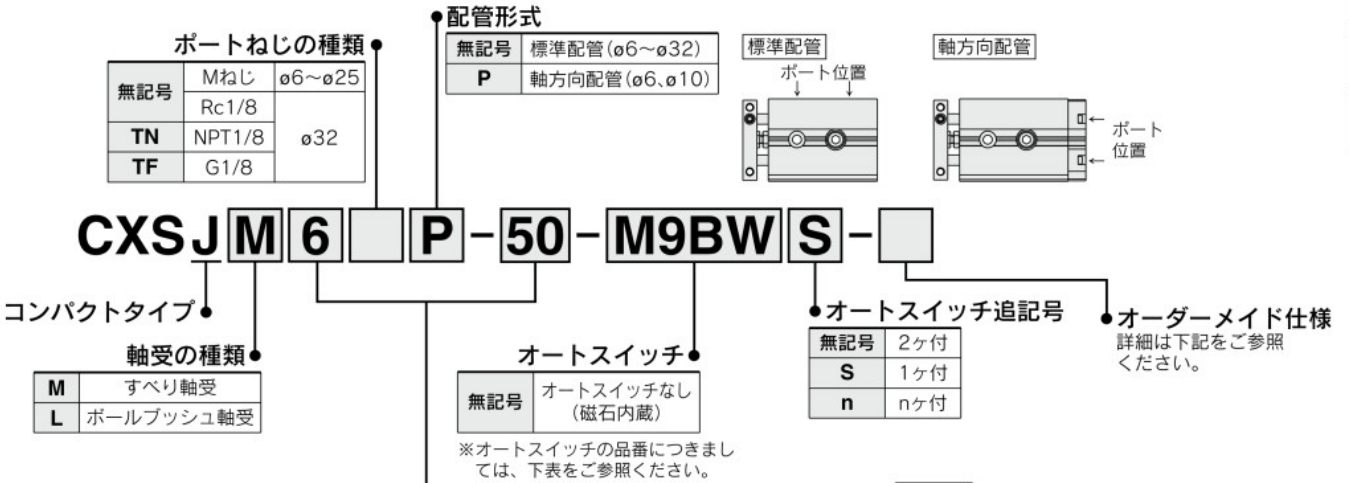 配管形式
無記号 標準配管(ø6～ø32)
P 軸方向配管(ø6、ø10)
ポートねじの種類
無記号 Mねじ ø6～ø25
Rc1/8
TN NPT1/8 ø32
TF G1/8
標準配管
ポート位置
軸方向配管
ポート
位置
CXSJM6 P-50-M9BWS-
コンパクトタイプ
軸受の種類
M すべり軸受
L ボールブッシュ軸受
オートスイッチ
無記号 オートスイッチなし
(磁石内蔵)
※オートスイッチの品番につきまし
ては、下表をご参照ください。
オートスイッチ追記号
無記号 2ヶ付
S 1ヶ付
n nヶ付
オーダーメイド仕様
詳細は下記をご参照
ください。